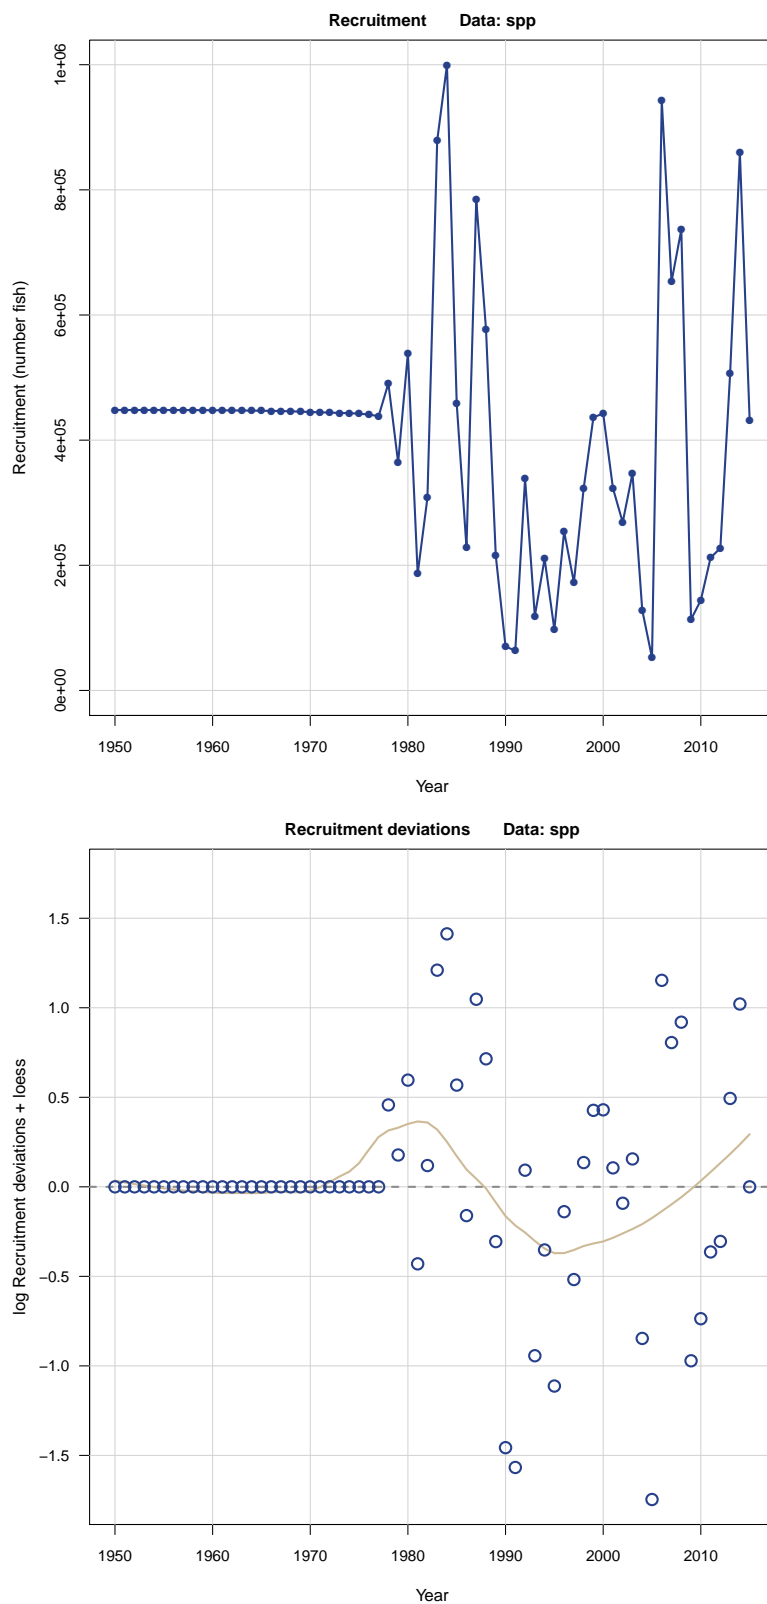 Recruitment Data: spp
1e+06
8e+05
6e+05
4e+05
2e+05
0e+00
Recruitment (number fish)
1950 1960 1970 1980 1990 2000 2010
Year
Recruitment deviations Data: spp
1.5
1.0
0.5
0.0
−0.5
−1.0
−1.5
log Recruitment deviations + loess
1950 1960 1970 1980 1990 2000 2010
Year